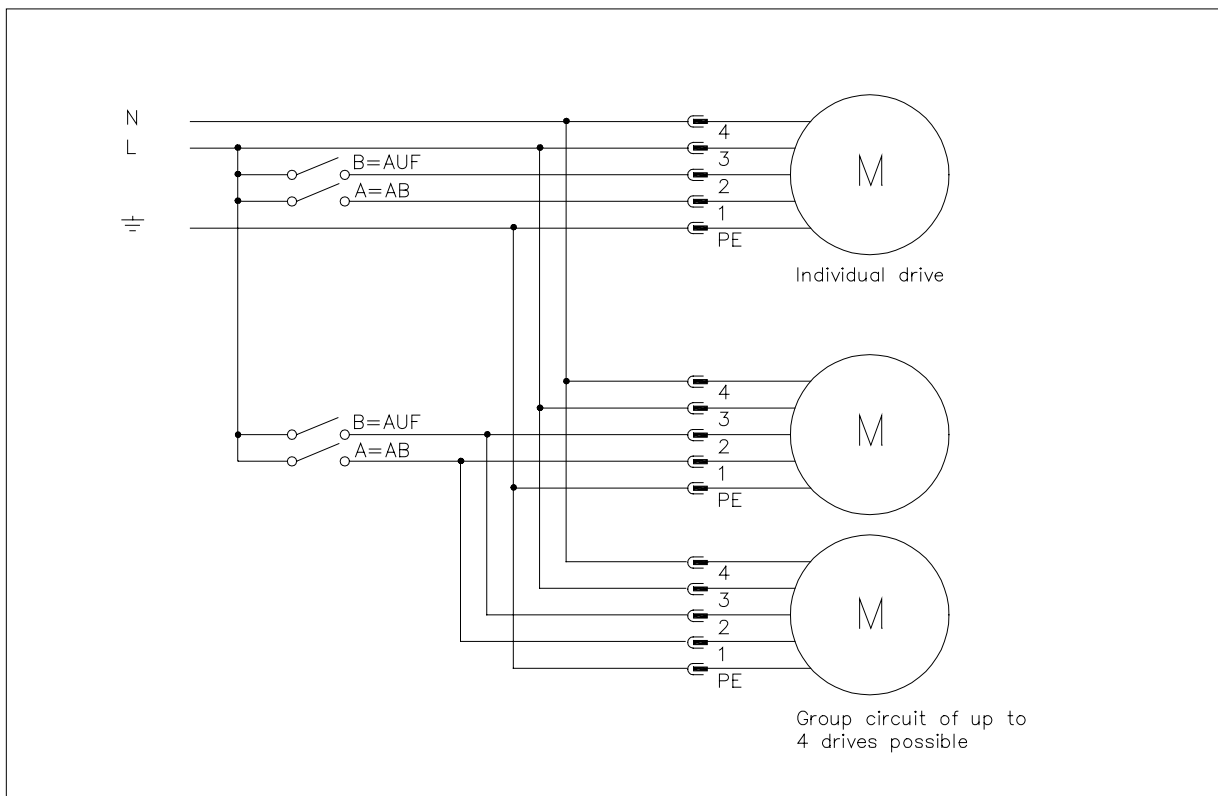 N
L
B=AUF
A=AB
4
3
2
1
PE
M
Individual drive
B=AUF
A=AB
4
3
2
1
PE
M
4
3
2
1
PE
M
Group circuit of up to
4 drives possible